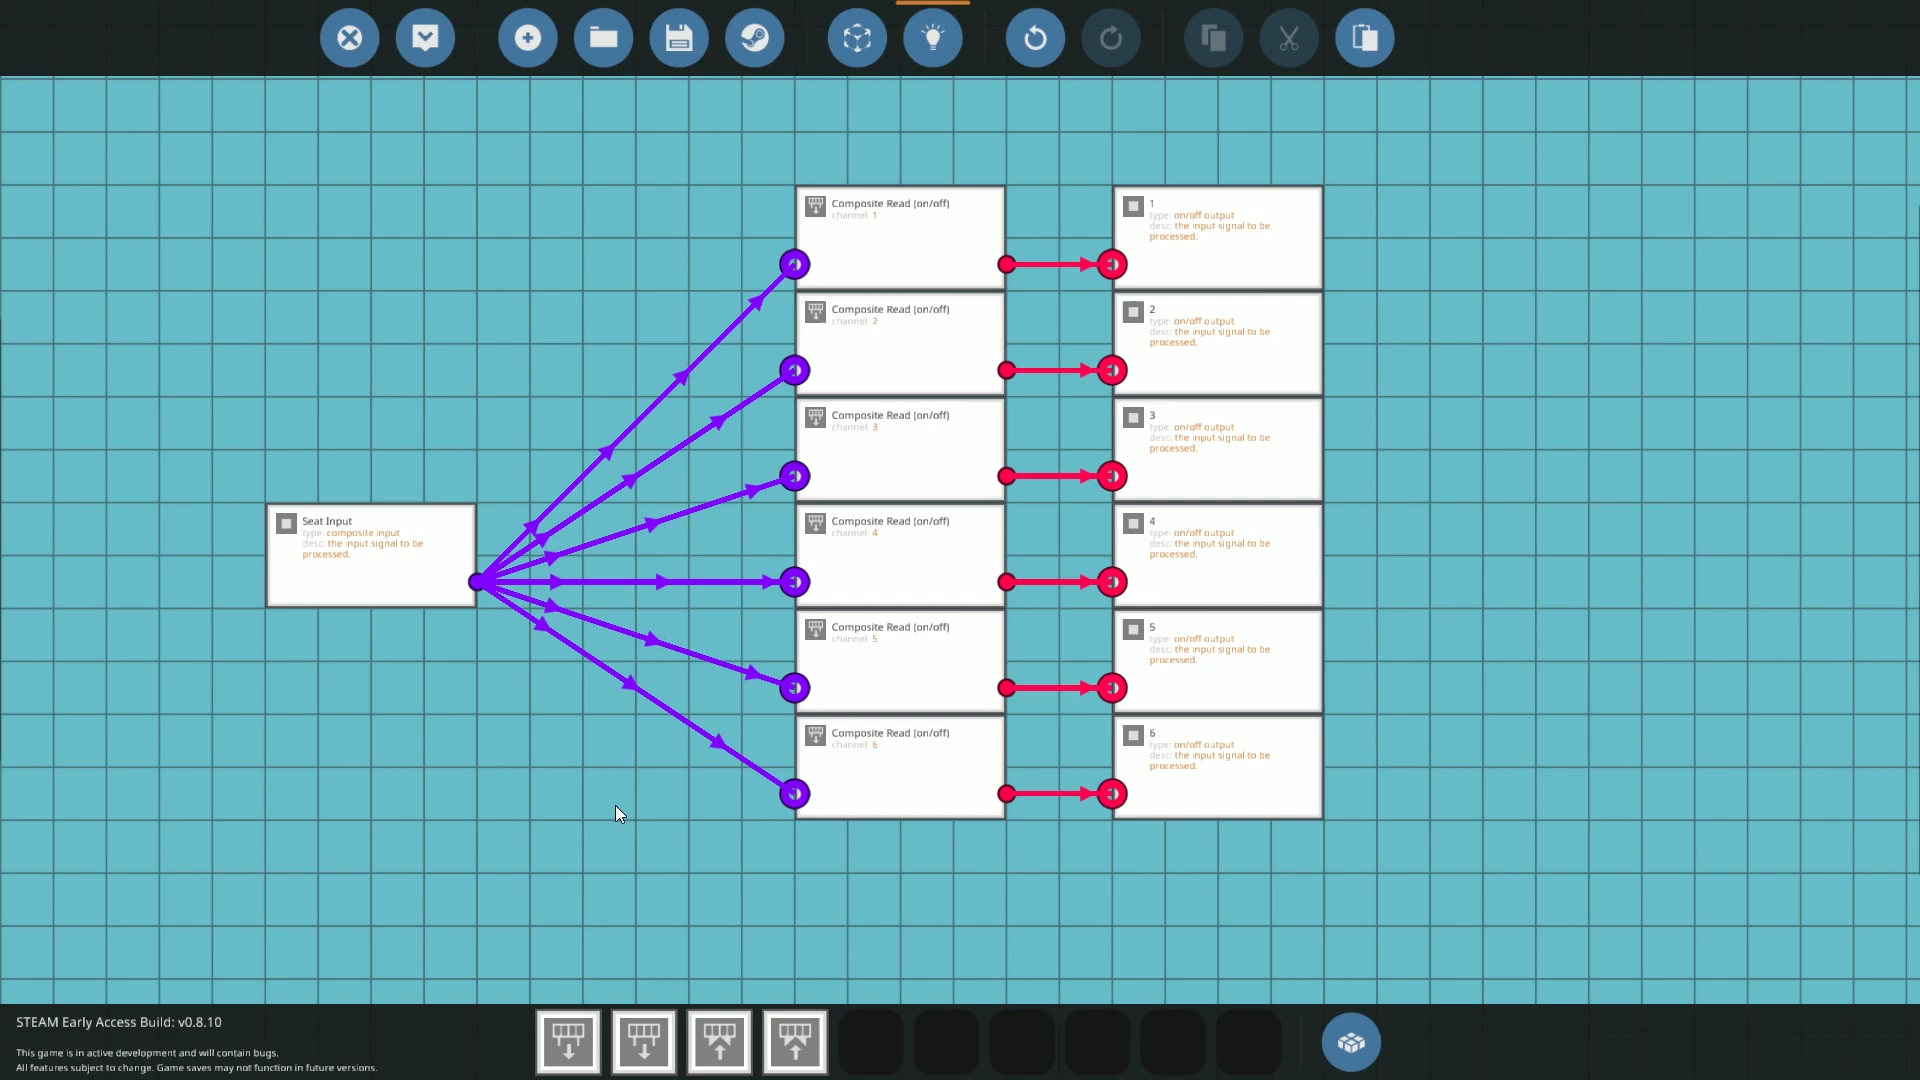 Composite Read (on/off)
channel: 1
1
type: on/off output
desc: the input signal to be
processed.
Composite Read (on/off)
channel: 2
2
type: on/off output
desc: the input signal to be
processed.
Composite Read (on/off)
channel: 3
3
type: on/off output
desc: the input signal to be
processed.
Seat Input
type: composite input
desc: the input signal to be
processed.
Composite Read (on/off)
channel: 4
4
type: on/off output
desc: the input signal to be
processed.
Composite Read (on/off)
channel: 5
5
type: on/off output
desc: the input signal to be
processed.
Composite Read (on/off)
channel: 6
6
type: on/off output
desc: the input signal to be
processed.
STEAM Early Access Build: v0.8.10
This game is in active development and will contain bugs.
All features subject to change. Game saves may not function in future versions.